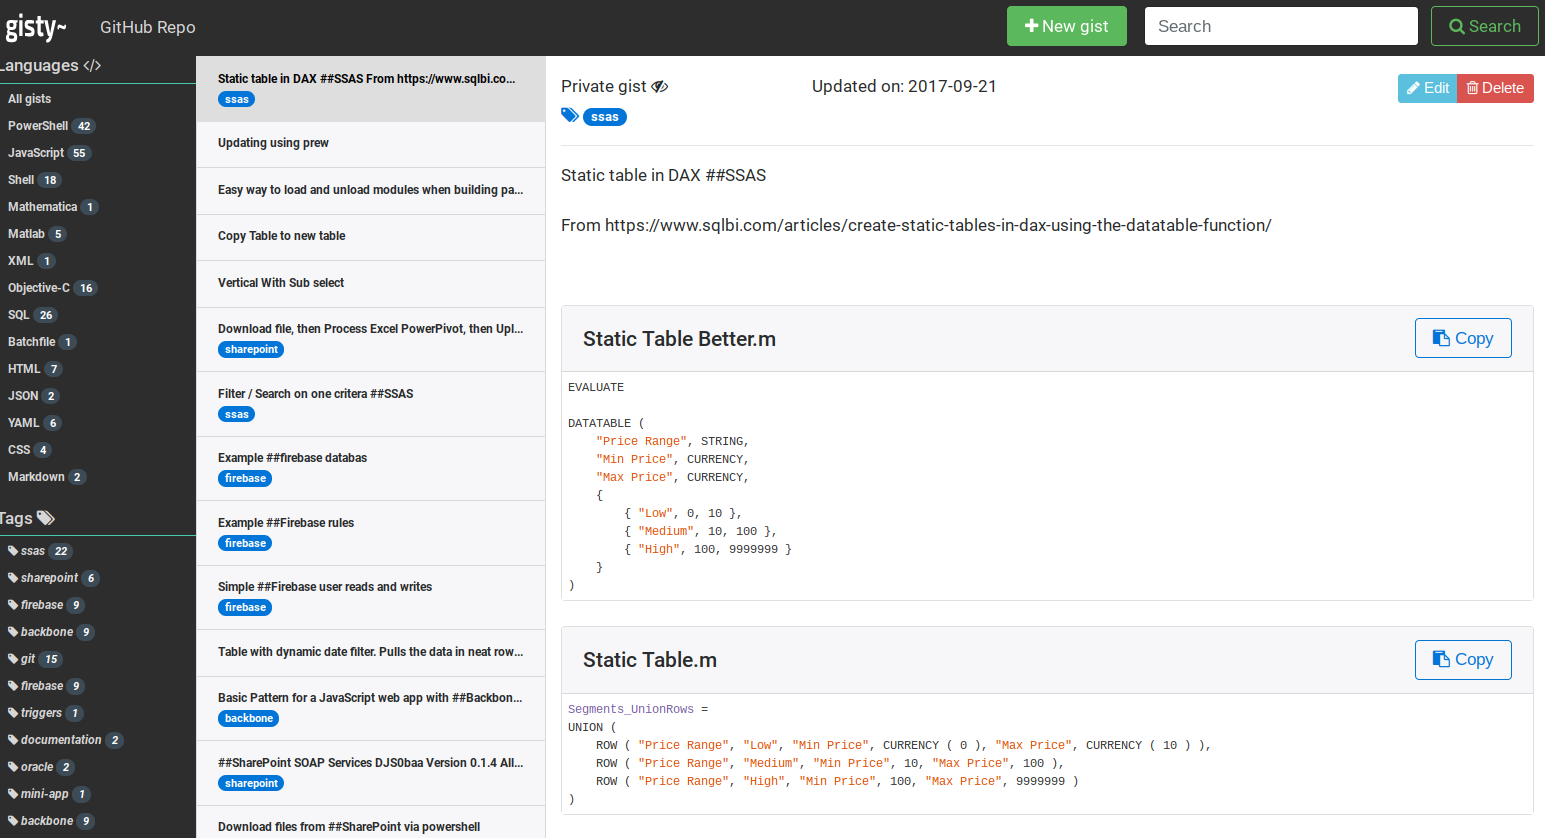 gisty~ GitHub Repo New gist Search Search
Languages </>
All gists
PowerShell 42
JavaScript 55
Shell 18
Mathematica 1
Matlab 5
XML 1
Objective-C 16
SQL 26
Batchfile 1
HTML 7
JSON 2
YAML 6
CSS 4
Markdown 2
Tags
ssas 22
sharepoint 6
firebase 9
backbone 9
git 15
firebase 9
triggers 1
documentation 2
oracle 2
mini-app 1
backbone 9
Static table in DAX ##SSAS From https://www.sqlbi.co...
ssas
Updating using prew
Easy way to load and unload modules when building pa...
Copy Table to new table
Vertical With Sub select
Download file, then Process Excel PowerPivot, then Upl...
sharepoint
Filter / Search on one critera ##SSAS
ssas
Example ##firebase databas
firebase
Example ##Firebase rules
firebase
Simple ##Firebase user reads and writes
firebase
Table with dynamic date filter. Pulls the data in neat row...
Basic Pattern for a JavaScript web app with ##Backbon...
backbone
##SharePoint SOAP Services DJS0baa Version 0.1.4 All...
sharepoint
Download files from ##SharePoint via powershell
Private gist Updated on: 2017-09-21 Edit Delete
ssas
Static table in DAX ##SSAS
From https://www.sqlbi.com/articles/create-static-tables-in-dax-using-the-datatable-function/
Static Table Better.m Copy
EVALUATE
DATATABLE (
"Price Range", STRING,
"Min Price", CURRENCY,
"Max Price", CURRENCY,
{
{ "Low", 0, 10 },
{ "Medium", 10, 100 },
{ "High", 100, 9999999 }
}
)
Static Table.m Copy
Segments_UnionRows =
UNION (
ROW ( "Price Range", "Low", "Min Price", CURRENCY ( 0 ), "Max Price", CURRENCY ( 10 ) ),
ROW ( "Price Range", "Medium", "Min Price", 10, "Max Price", 100 ),
ROW ( "Price Range", "High", "Min Price", 100, "Max Price", 9999999 )
)